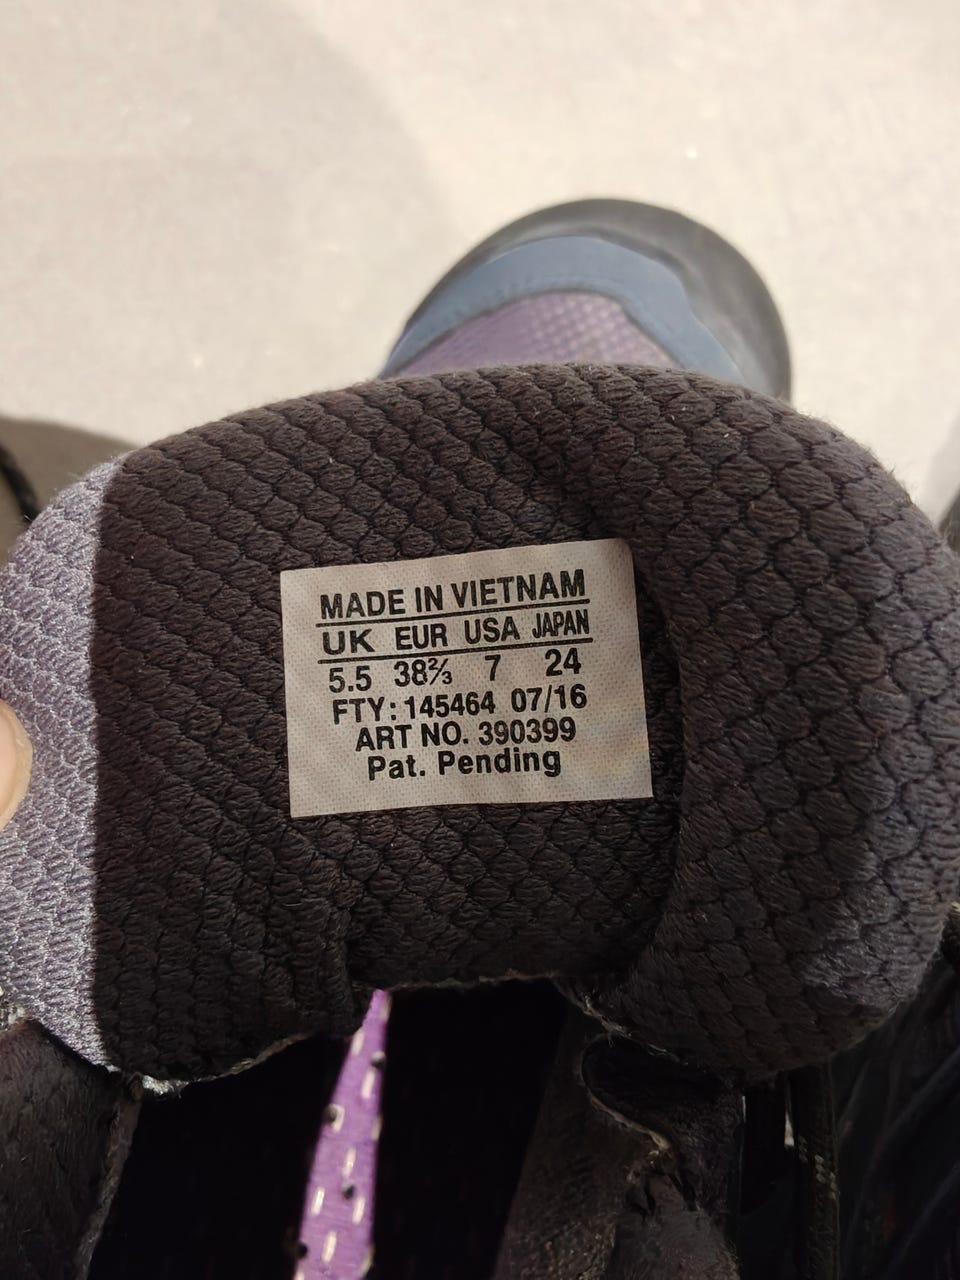 MADE IN VIETNAM
UK EUR USA JAPAN
5.5 38⅔ 7 24
FTY: 145464 07/16
ART NO. 390399
Pat. Pending